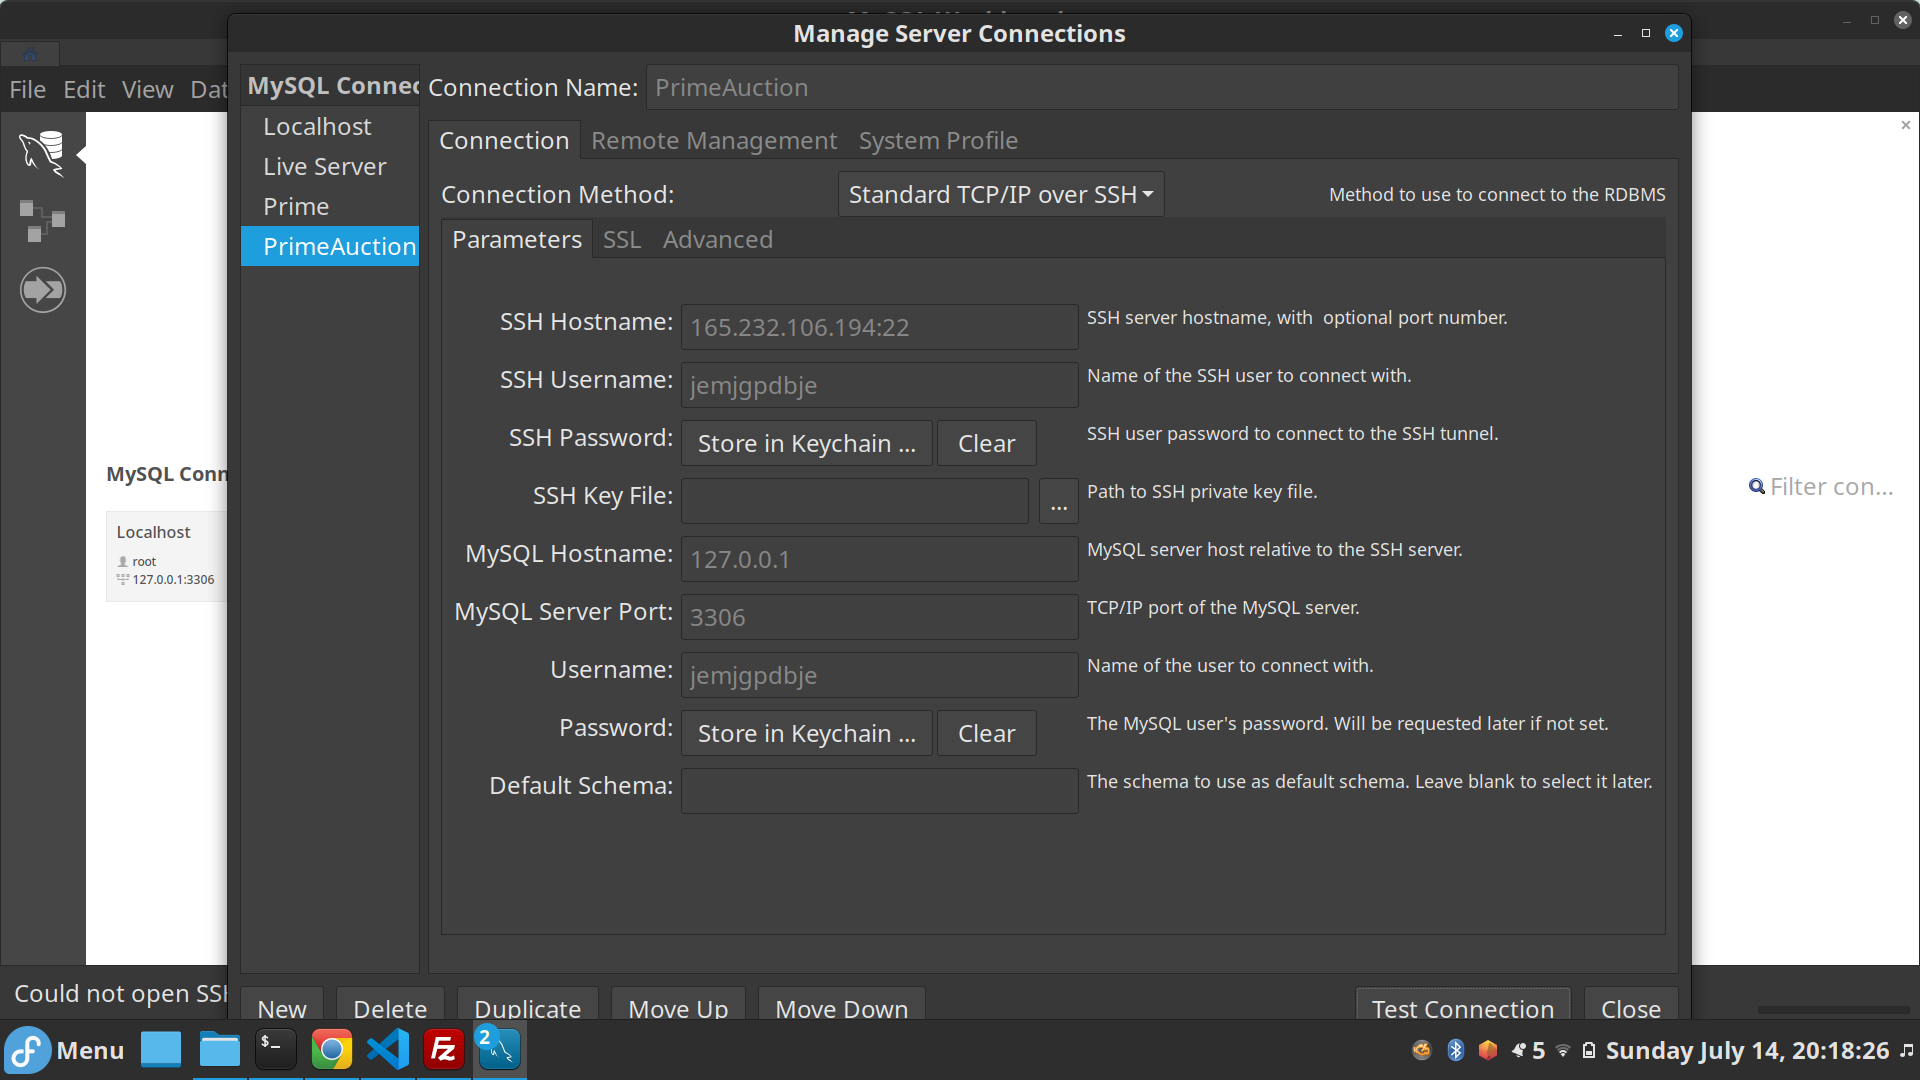 Manage Server Connections
File Edit View Dat
MySQL Connec
Localhost
Live Server
Prime
PrimeAuction
Connection Name: PrimeAuction
Connection Remote Management System Profile
Connection Method: Standard TCP/IP over SSH Method to use to connect to the RDBMS
Parameters SSL Advanced
SSH Hostname: 165.232.106.194:22 SSH server hostname, with  optional port number.
SSH Username: jemjgpdbje Name of the SSH user to connect with.
SSH Password: Store in Keychain ... Clear SSH user password to connect to the SSH tunnel.
SSH Key File: ... Path to SSH private key file.
MySQL Hostname: 127.0.0.1 MySQL server host relative to the SSH server.
MySQL Server Port: 3306 TCP/IP port of the MySQL server.
Username: jemjgpdbje Name of the user to connect with.
Password: Store in Keychain ... Clear The MySQL user's password. Will be requested later if not set.
Default Schema: The schema to use as default schema. Leave blank to select it later.
MySQL Conn
Localhost
root
127.0.0.1:3306
Filter con...
Could not open SSH
New Delete Duplicate Move Up Move Down Test Connection Close
Menu $_ Fz 2 5 Sunday July 14, 20:18:26